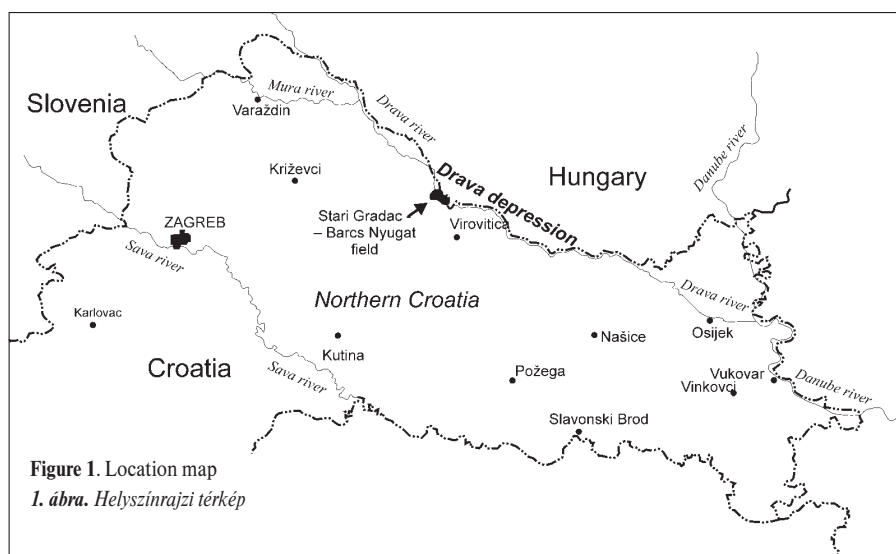 Slovenia
Mura river
Varaždin
Drava river
Križevci
Drava depression
Hungary
Danube river
ZAGREB
Stari Gradac
– Barcs Nyugat
field
Virovitica
Sava river
Northern Croatia
Drava river
Karlovac
Kutina
Našice
Osijek
Croatia
Sava river
Požega
Vukovar
Vinkovci
Danube river
Slavonski Brod
Figure 1. Location map
1. ábra. Helyszínrajzi térkép